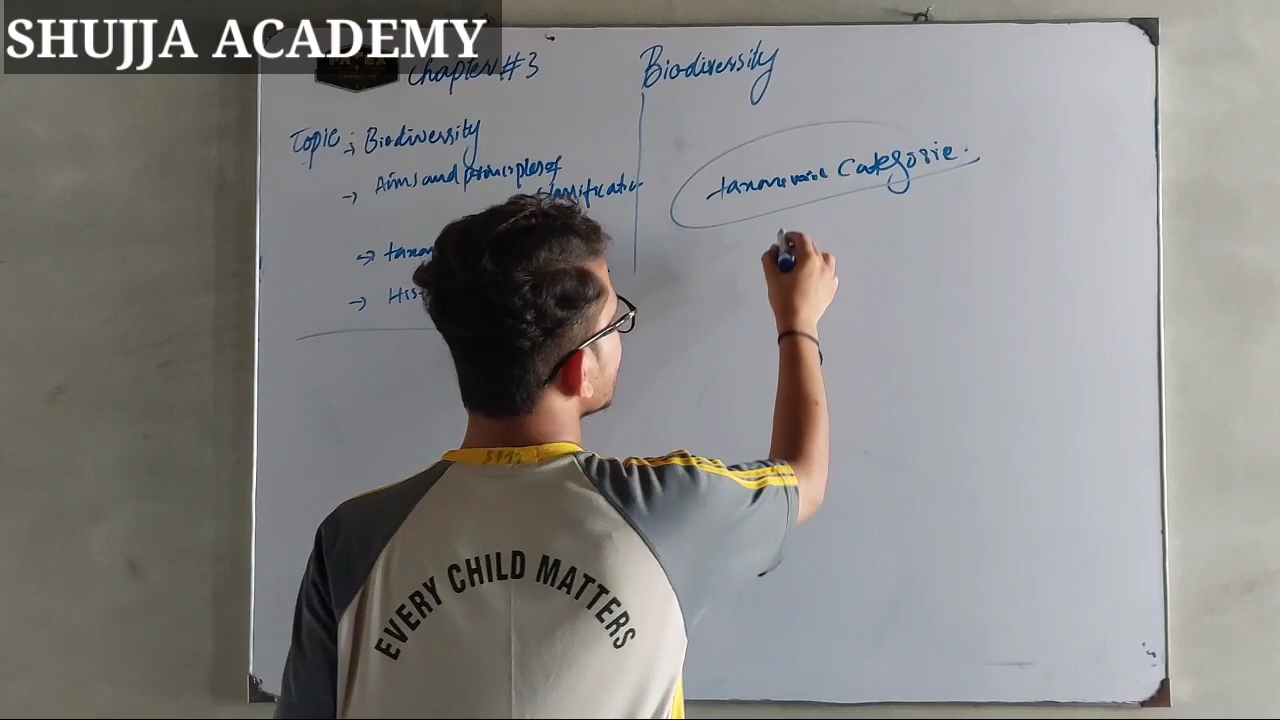 SHUJJA ACADEMY
chapter #3
Biodiversity
Topic : Biodiversity
→ Aims and principles of
classification
→ taxon
→ His
taxonomic Categorie.
EVERY CHILD MATTERS